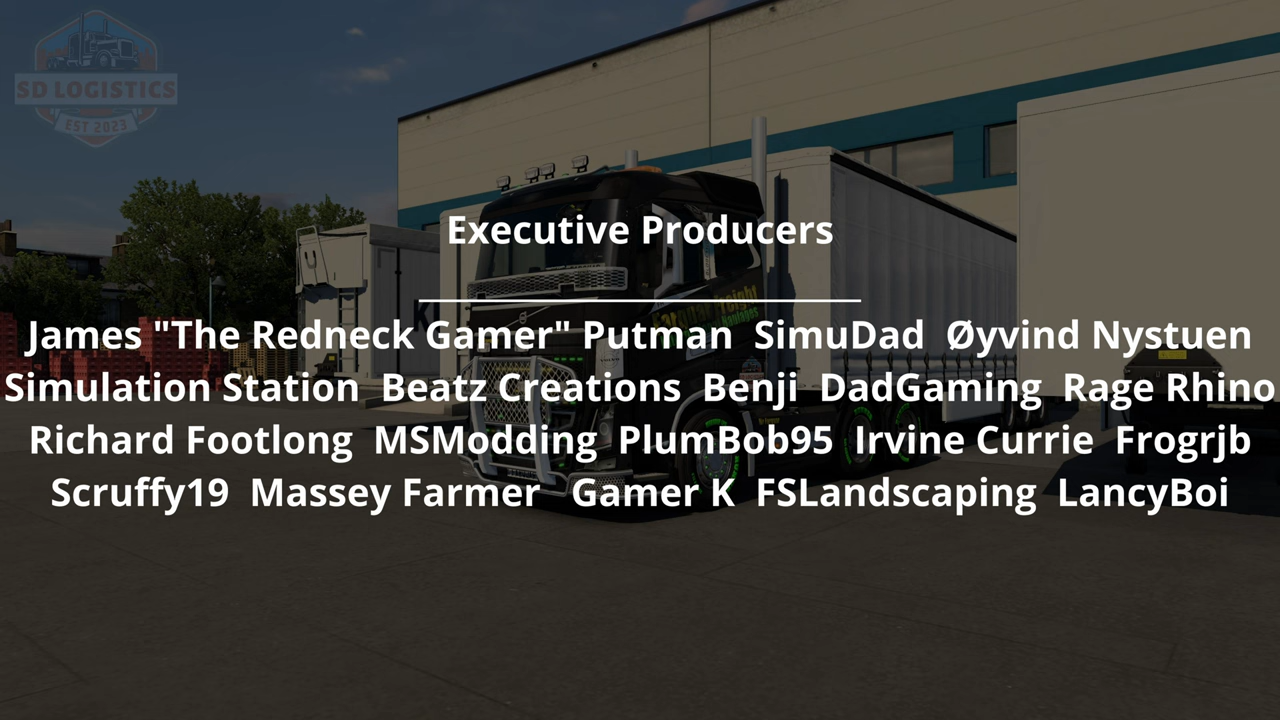 SD LOGISTICS
EST 2023
Executive Producers
James "The Redneck Gamer" Putman SimuDad Øyvind Nystuen
Simulation Station Beatz Creations Benji DadGaming Rage Rhino
Richard Footlong MSModding PlumBob95 Irvine Currie Frogrjb
Scruffy19 Massey Farmer Gamer K FSLandscaping LancyBoi